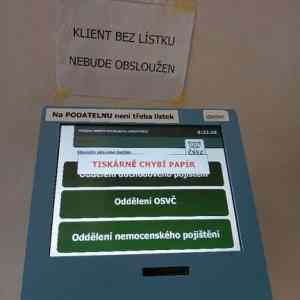 KLIENT BEZ LÍSTKU
NEBUDE OBSLOUŽEN
Na PODATELNU není třeba lístek
TISKÁRNĚ CHYBÍ PAPÍR
Oddělení důchodového pojištění
Oddělení OSVČ
Oddělení nemocenského pojištění